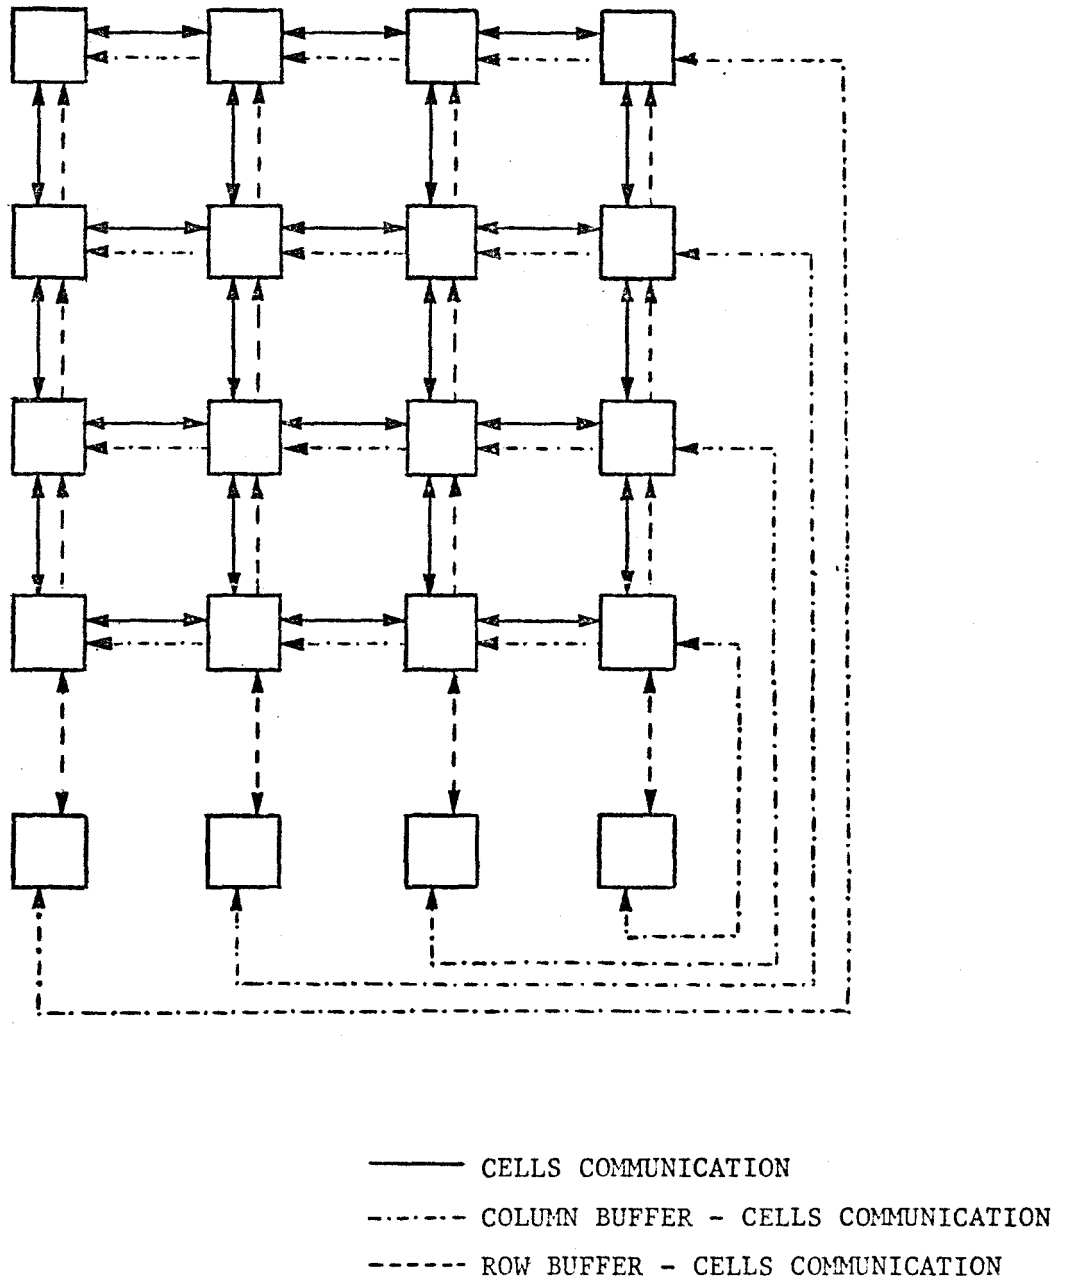 CELLS COMMUNICATION
COLUMN BUFFER - CELLS COMMUNICATION
ROW BUFFER - CELLS COMMUNICATION